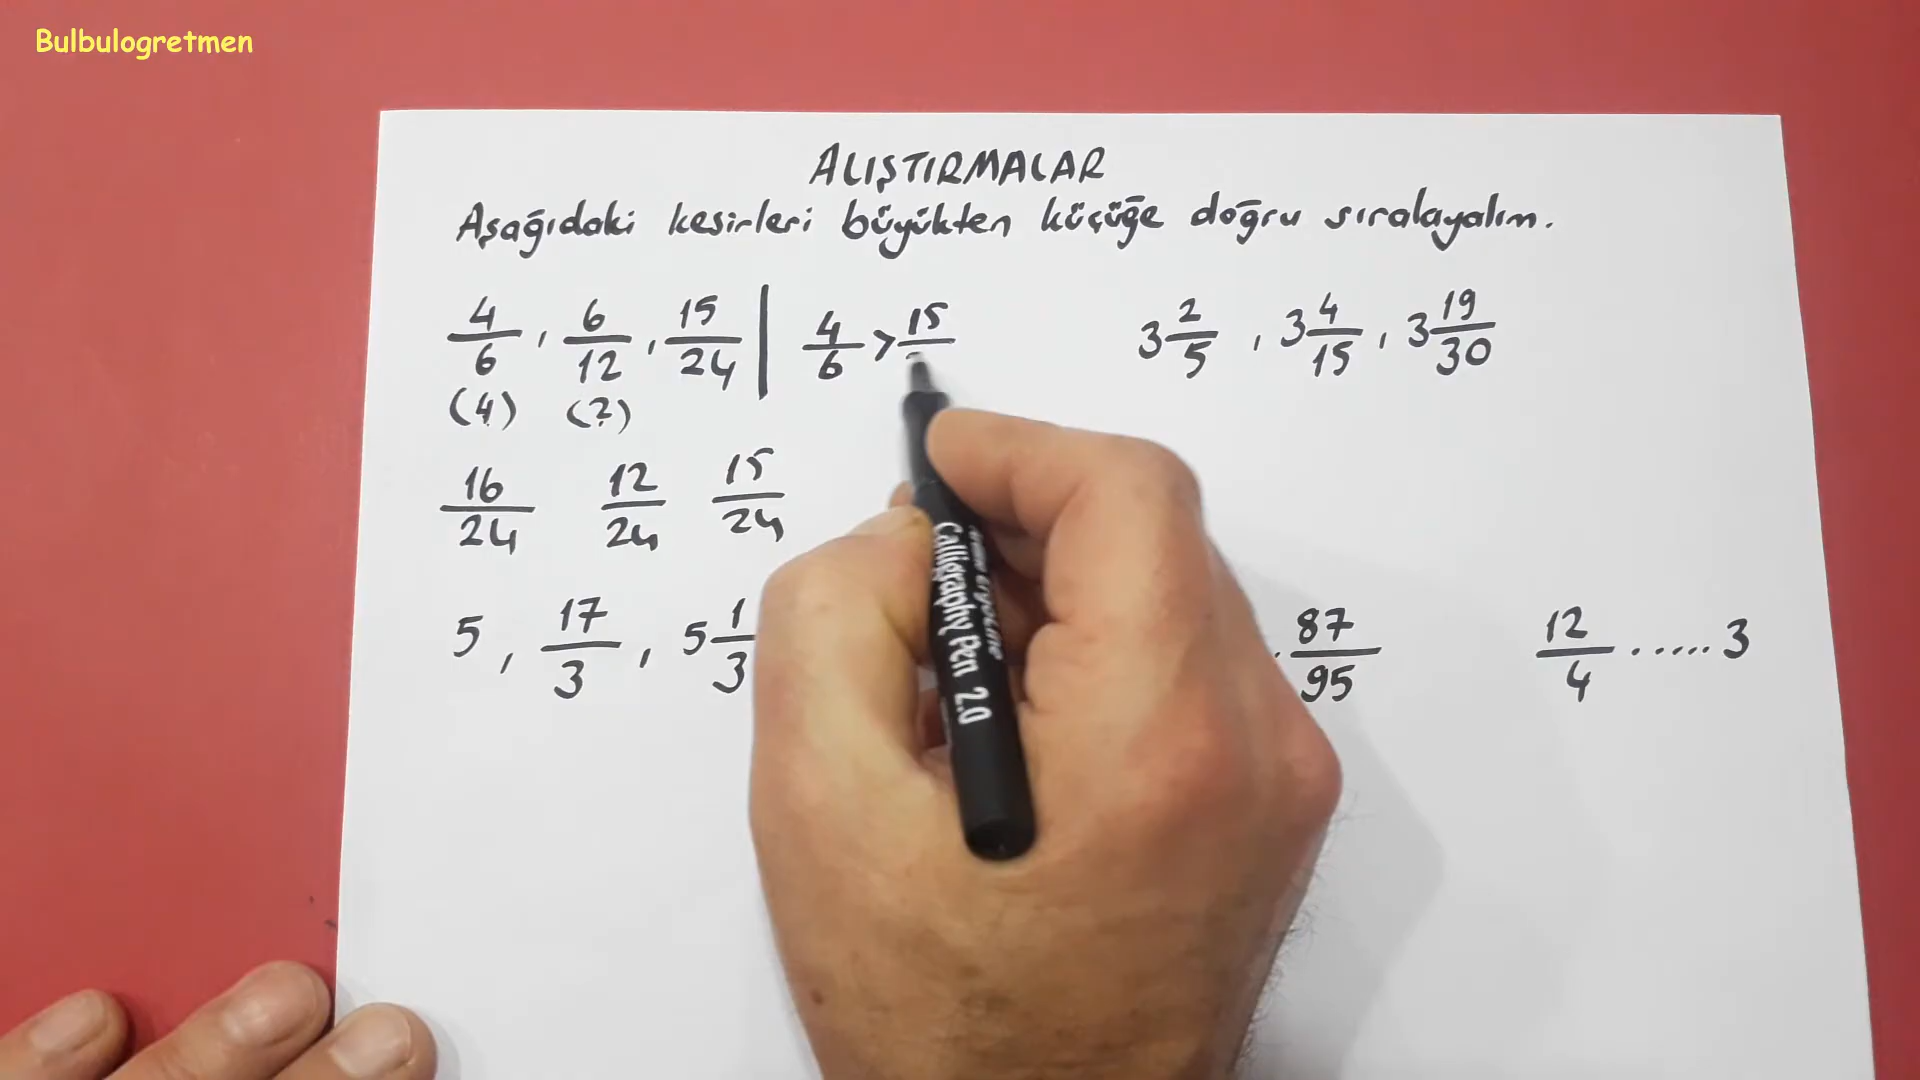 Bulbulogretmen
ALIŞTIRMALAR
Aşağıdaki kesirleri büyükten küçüğe doğru sıralayalım.
4/6 , 6/12 , 15/24 | 4/6 > 15/
3 2/5 , 3 4/15 , 3 19/30
(4) (2)
16/24 12/24 15/24
5 , 17/3 , 5 1/3
87/95
12/4 ..... 3
Calligraphy Pen 2.0